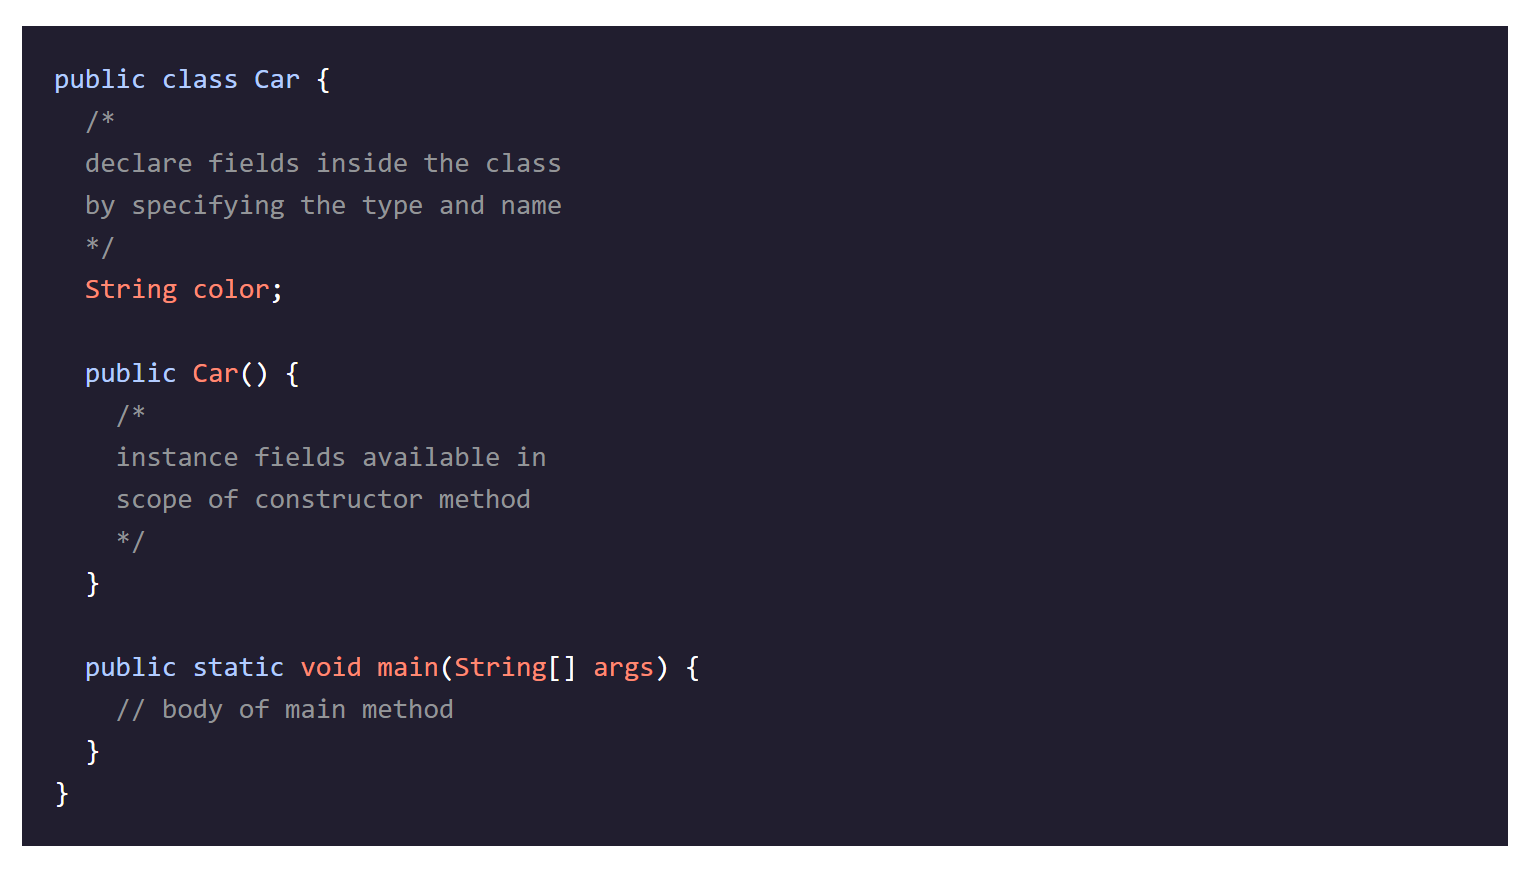 public class Car {
  /*
  declare fields inside the class
  by specifying the type and name
  */
  String color;

  public Car() {
    /*
    instance fields available in
    scope of constructor method
    */
  }

  public static void main(String[] args) {
    // body of main method
  }
}